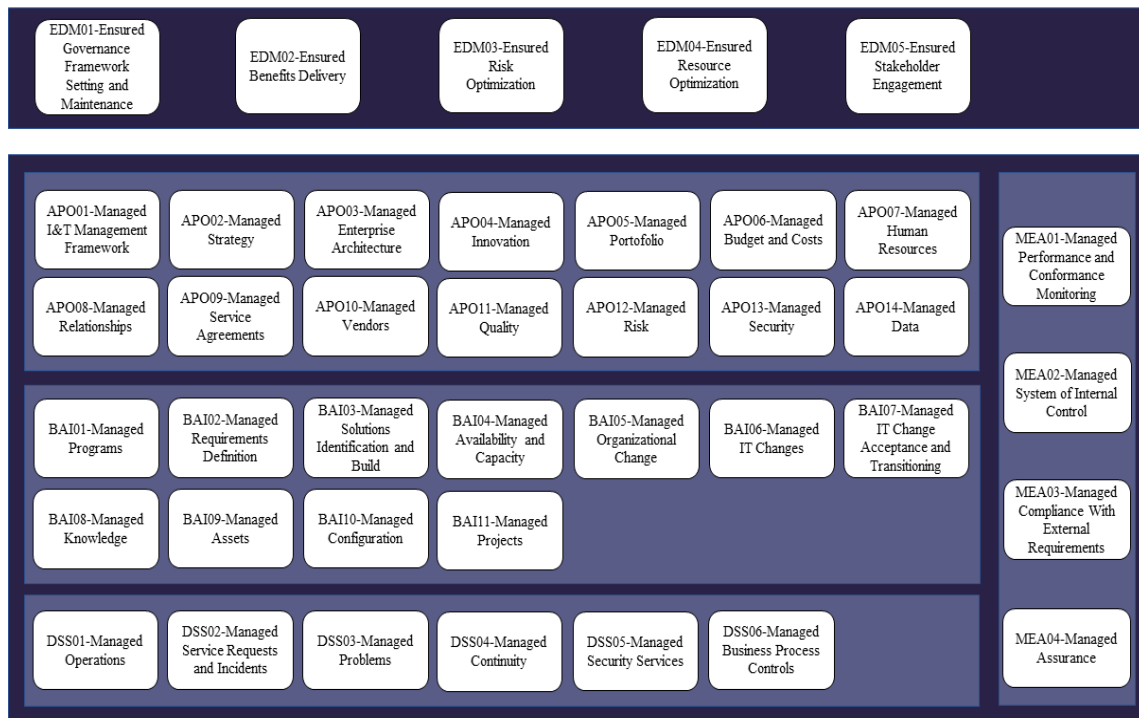 EDM01-Ensured
Governance
Framework
Setting and
Maintenance
EDM02-Ensured
Benefits Delivery
EDM03-Ensured
Risk
Optimization
EDM04-Ensured
Resource
Optimization
EDM05-Ensured
Stakeholder
Engagement
APO01-Managed
I&T Management
Framework
APO02-Managed
Strategy
APO03-Managed
Enterprise
Architecture
APO04-Managed
Innovation
APO05-Managed
Portofolio
APO06-Managed
Budget and Costs
APO07-Managed
Human
Resources
APO08-Managed
Relationships
APO09-Managed
Service
Agreements
APO10-Managed
Vendors
APO11-Managed
Quality
APO12-Managed
Risk
APO13-Managed
Security
APO14-Managed
Data
BAI01-Managed
Programs
BAI02-Managed
Requirements
Definition
BAI03-Managed
Solutions
Identification and
Build
BAI04-Managed
Availability and
Capacity
BAI05-Managed
Organizational
Change
BAI06-Managed
IT Changes
BAI07-Managed
IT Change
Acceptance and
Transitioning
BAI08-Managed
Knowledge
BAI09-Managed
Assets
BAI10-Managed
Configuration
BAI11-Managed
Projects
DSS01-Managed
Operations
DSS02-Managed
Service Requests
and Incidents
DSS03-Managed
Problems
DSS04-Managed
Continuity
DSS05-Managed
Security Services
DSS06-Managed
Business Process
Controls
MEA01-Managed
Performance and
Conformance
Monitoring
MEA02-Managed
System of Internal
Control
MEA03-Managed
Compliance With
External
Requirements
MEA04-Managed
Assurance